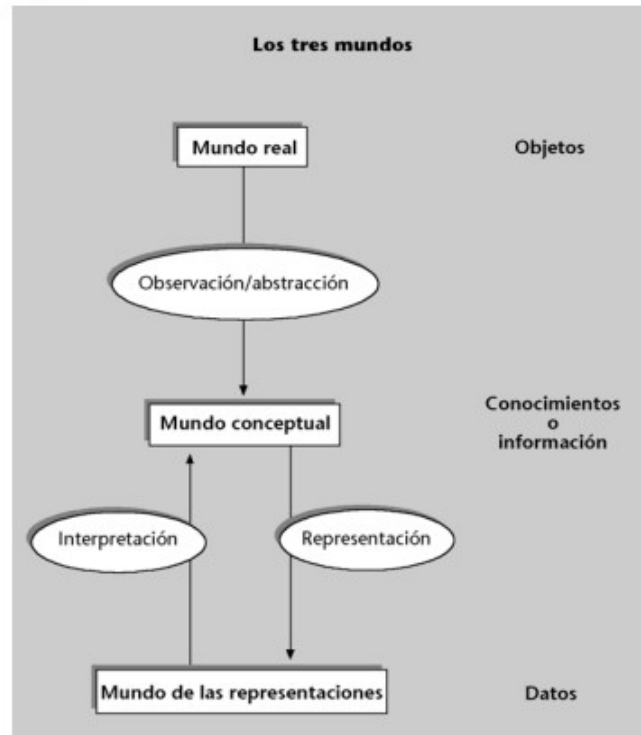 Los tres mundos
Mundo real
Objetos
Observación/abstracción
Mundo conceptual
Conocimientos
o
información
Interpretación
Representación
Mundo de las representaciones
Datos